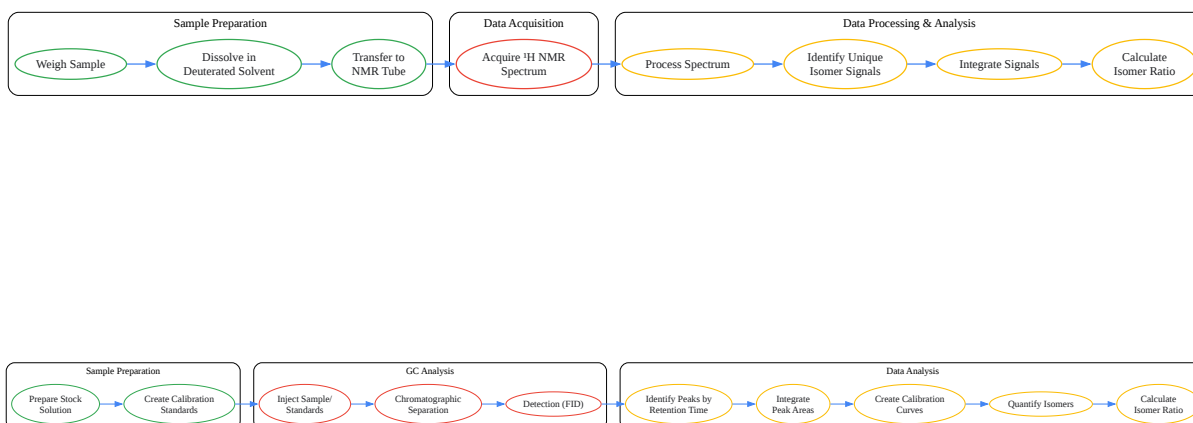 Sample Preparation
Data Acquisition
Data Processing & Analysis
Weigh Sample
Dissolve in
Deuterated Solvent
Transfer to
NMR Tube
Acquire ¹H NMR
Spectrum
Process Spectrum
Identify Unique
Isomer Signals
Integrate Signals
Calculate
Isomer Ratio
Sample Preparation
GC Analysis
Data Analysis
Prepare Stock
Solution
Create Calibration
Standards
Inject Sample/
Standards
Chromatographic
Separation
Detection (FID)
Identify Peaks by
Retention Time
Integrate
Peak Areas
Create Calibration
Curves
Quantify Isomers
Calculate
Isomer Ratio